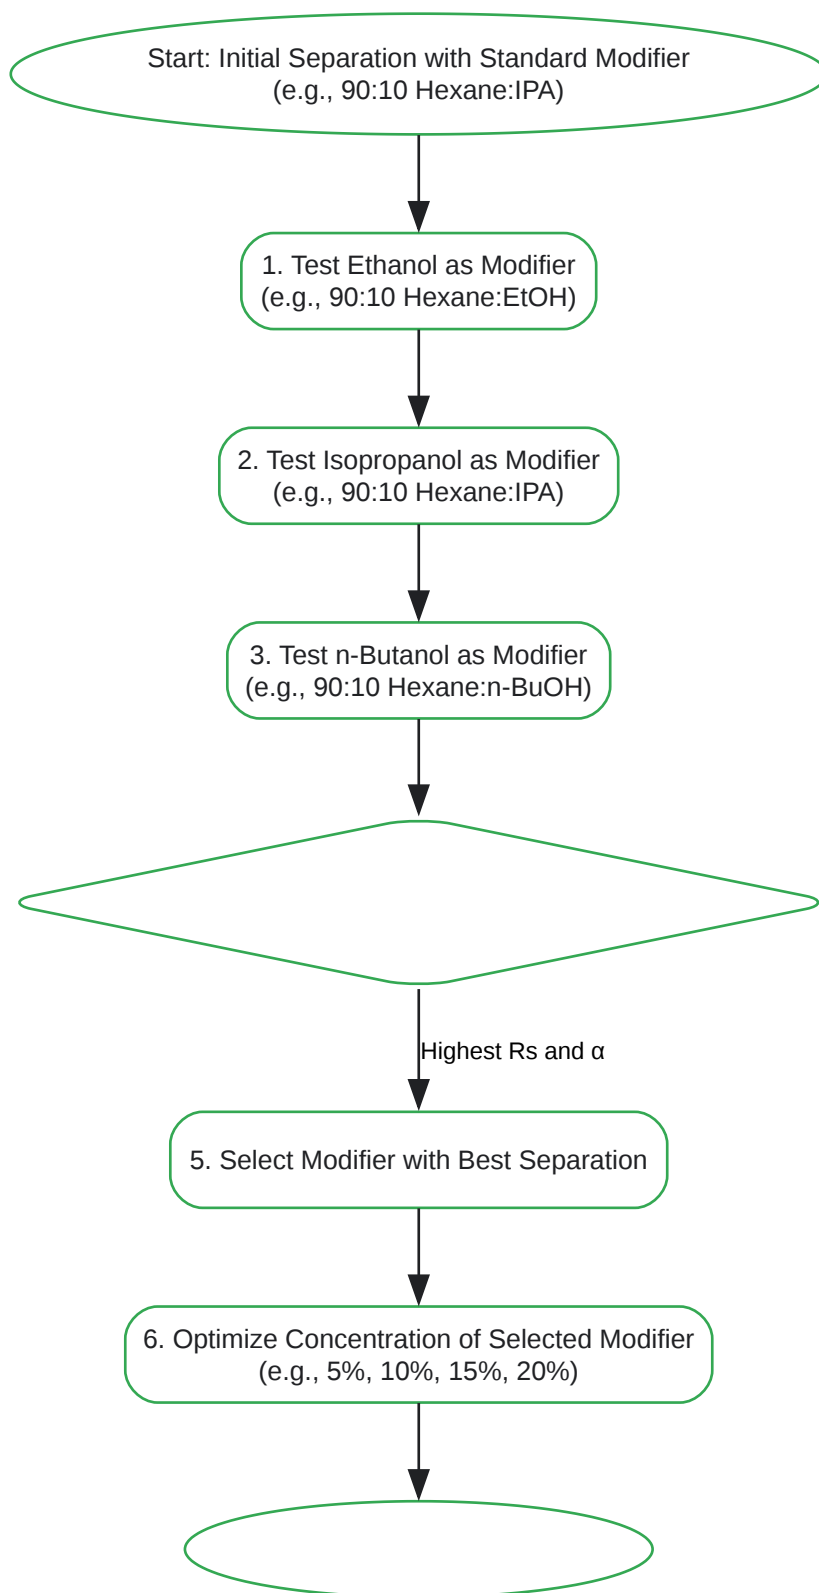 Start: Initial Separation with Standard Modifier
(e.g., 90:10 Hexane:IPA)
1. Test Ethanol as Modifier
(e.g., 90:10 Hexane:EtOH)
2. Test Isopropanol as Modifier
(e.g., 90:10 Hexane:IPA)
3. Test n-Butanol as Modifier
(e.g., 90:10 Hexane:n-BuOH)
Highest Rs and α
5. Select Modifier with Best Separation
6. Optimize Concentration of Selected Modifier
(e.g., 5%, 10%, 15%, 20%)